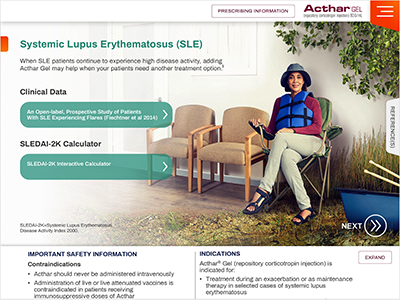 PRESCRIBING INFORMATION
Acthar GEL
(repository corticotropin injection) 80 U/mL
Systemic Lupus Erythematosus (SLE)
When SLE patients continue to experience high disease activity, adding
Acthar Gel may help when your patients need another treatment option.1
Clinical Data
An Open-label, Prospective Study of Patients
With SLE Experiencing Flares (Fiechtner et al 2014)
SLEDAI-2K Calculator
SLEDAI-2K Interactive Calculator
REFERENCE(S)
SLEDAI-2K=Systemic Lupus Erythematosus
Disease Activity Index 2000.
NEXT
IMPORTANT SAFETY INFORMATION
Contraindications
• Acthar should never be administered intravenously
• Administration of live or live attenuated vaccines is
contraindicated in patients receiving
immunosuppressive doses of Acthar
INDICATIONS
EXPAND
Acthar® Gel (repository corticotropin injection) is
indicated for:
• Treatment during an exacerbation or as maintenance
therapy in selected cases of systemic lupus
erythematosus